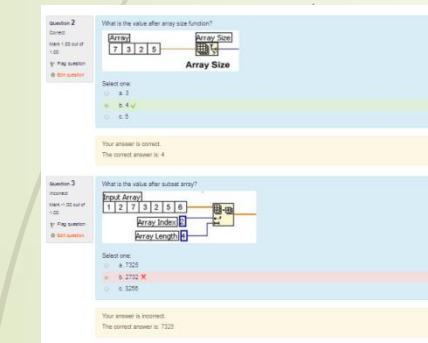 Question 2
Correct
Mark 1.00 out of 1.00
Flag question
Edit question
What is the value after array size function?
Array
7 3 2 5
Array Size
Array Size
Select one:
a. 3
b. 4
c. 5
Your answer is correct.
The correct answer is: 4
Question 3
Incorrect
Mark -1.00 out of 1.00
Flag question
Edit question
What is the value after subset array?
Input Array
1 2 7 3 2 5 6
Array Index 2
Array Length 4
Select one:
a. 7325
b. 2732
c. 3256
Your answer is incorrect.
The correct answer is: 7325